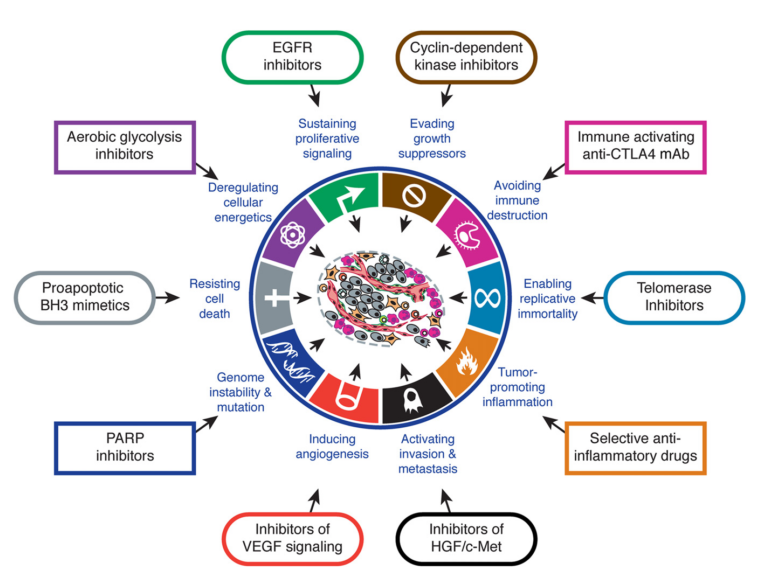 EGFR
inhibitors
Cyclin-dependent
kinase inhibitors
Sustaining
proliferative
signaling
Evading
growth
suppressors
Aerobic glycolysis
inhibitors
Immune activating
anti-CTLA4 mAb
Deregulating
cellular
energetics
Avoiding
immune
destruction
Proapoptotic
BH3 mimetics
Resisting
cell
death
Enabling
replicative
immortality
Telomerase
Inhibitors
Genome
instability &
mutation
Tumor-
promoting
inflammation
PARP
inhibitors
Inducing
angiogenesis
Activating
invasion &
metastasis
Selective anti-
inflammatory drugs
Inhibitors of
VEGF signaling
Inhibitors of
HGF/c-Met